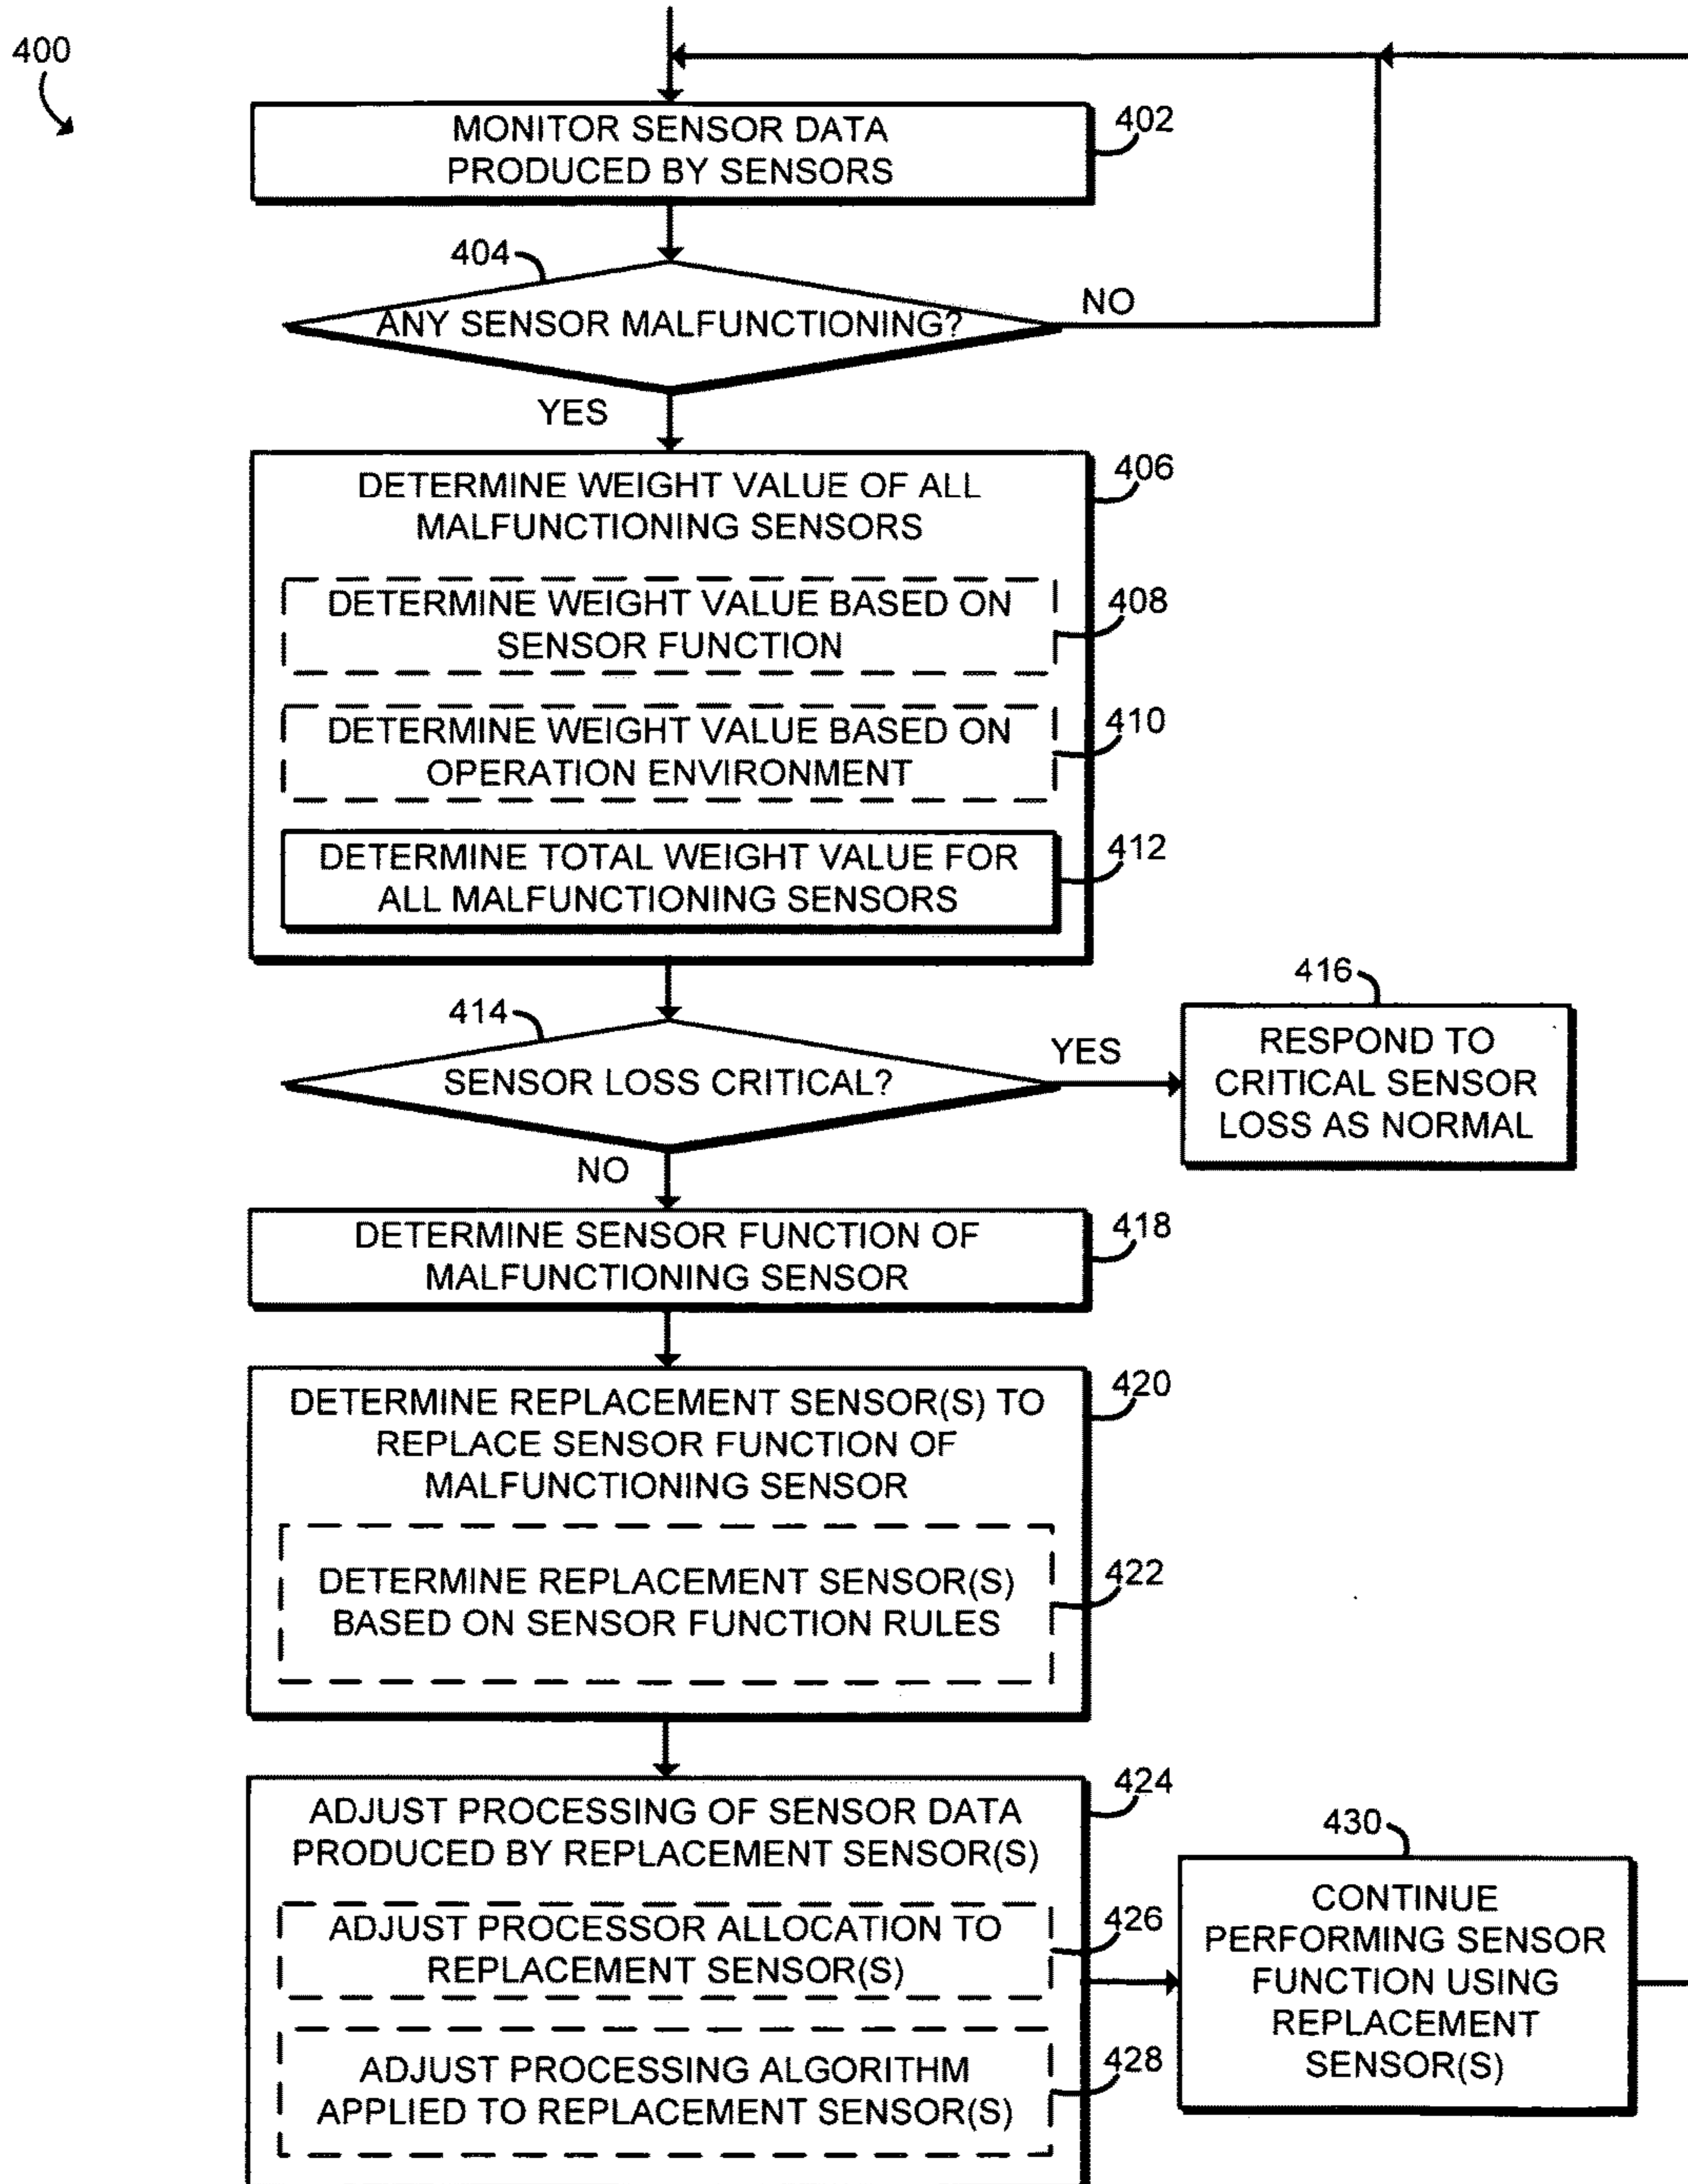 400
MONITOR SENSOR DATA
PRODUCED BY SENSORS
402
404
ANY SENSOR MALFUNCTIONING?
NO
YES
DETERMINE WEIGHT VALUE OF ALL
MALFUNCTIONING SENSORS
406
DETERMINE WEIGHT VALUE BASED ON
SENSOR FUNCTION
408
DETERMINE WEIGHT VALUE BASED ON
OPERATION ENVIRONMENT
410
DETERMINE TOTAL WEIGHT VALUE FOR
ALL MALFUNCTIONING SENSORS
412
414
SENSOR LOSS CRITICAL?
YES
416
RESPOND TO
CRITICAL SENSOR
LOSS AS NORMAL
NO
DETERMINE SENSOR FUNCTION OF
MALFUNCTIONING SENSOR
418
DETERMINE REPLACEMENT SENSOR(S) TO
REPLACE SENSOR FUNCTION OF
MALFUNCTIONING SENSOR
420
DETERMINE REPLACEMENT SENSOR(S)
BASED ON SENSOR FUNCTION RULES
422
ADJUST PROCESSING OF SENSOR DATA
PRODUCED BY REPLACEMENT SENSOR(S)
424
ADJUST PROCESSOR ALLOCATION TO
REPLACEMENT SENSOR(S)
426
ADJUST PROCESSING ALGORITHM
APPLIED TO REPLACEMENT SENSOR(S)
428
430
CONTINUE
PERFORMING SENSOR
FUNCTION USING
REPLACEMENT
SENSOR(S)